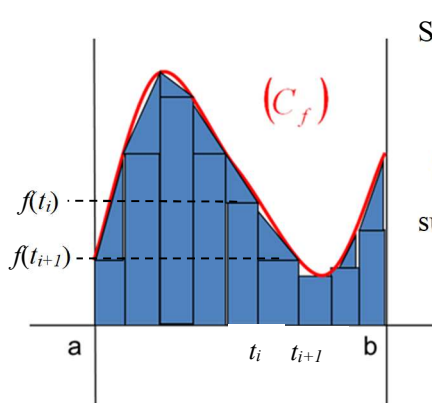 S
(C_f)
f(t_i)
f(t_{i+1})
su
a
t_i
t_{i+1}
b